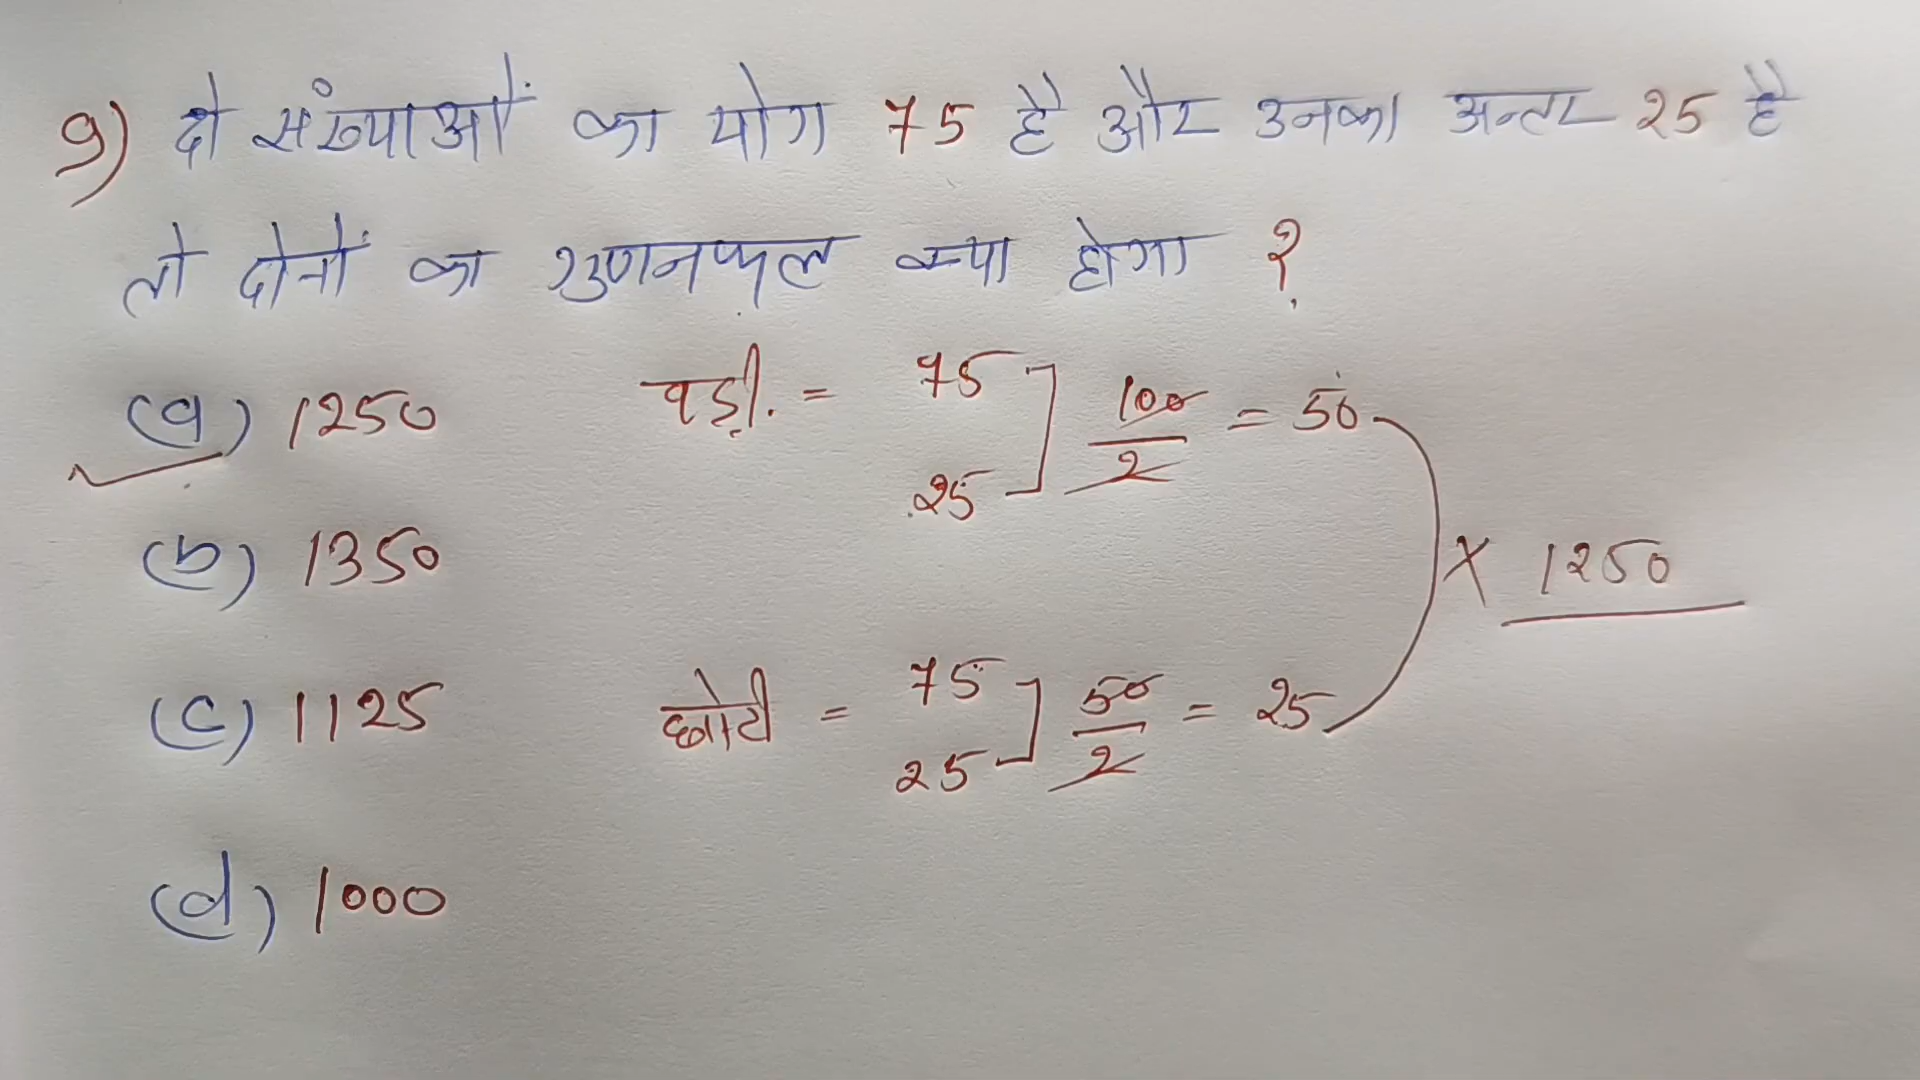 9) दो संख्याओं का योग 75 है और उनका अन्तर 25 है
तो दोनों का गुणनफल क्या होगा ?
(a) 1250
बड़ी = 75 25 ] 100/2 = 50
(b) 1350
× 1250
(c) 1125
छोटी = 75 25 ] 50/2 = 25
(d) 1000